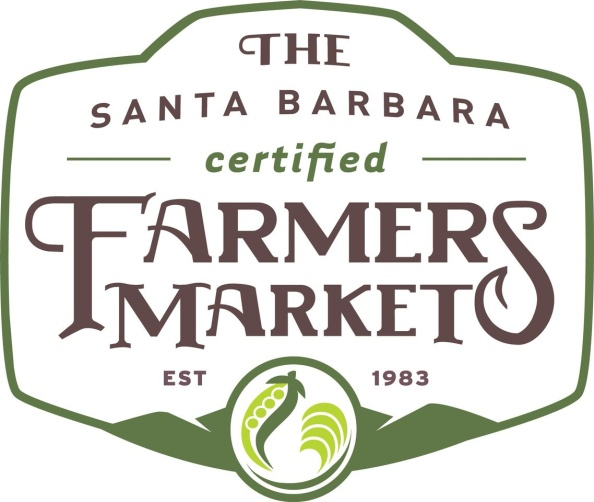 THE
SANTA BARBARA
certified
FARMERS
MARKET
EST 1983